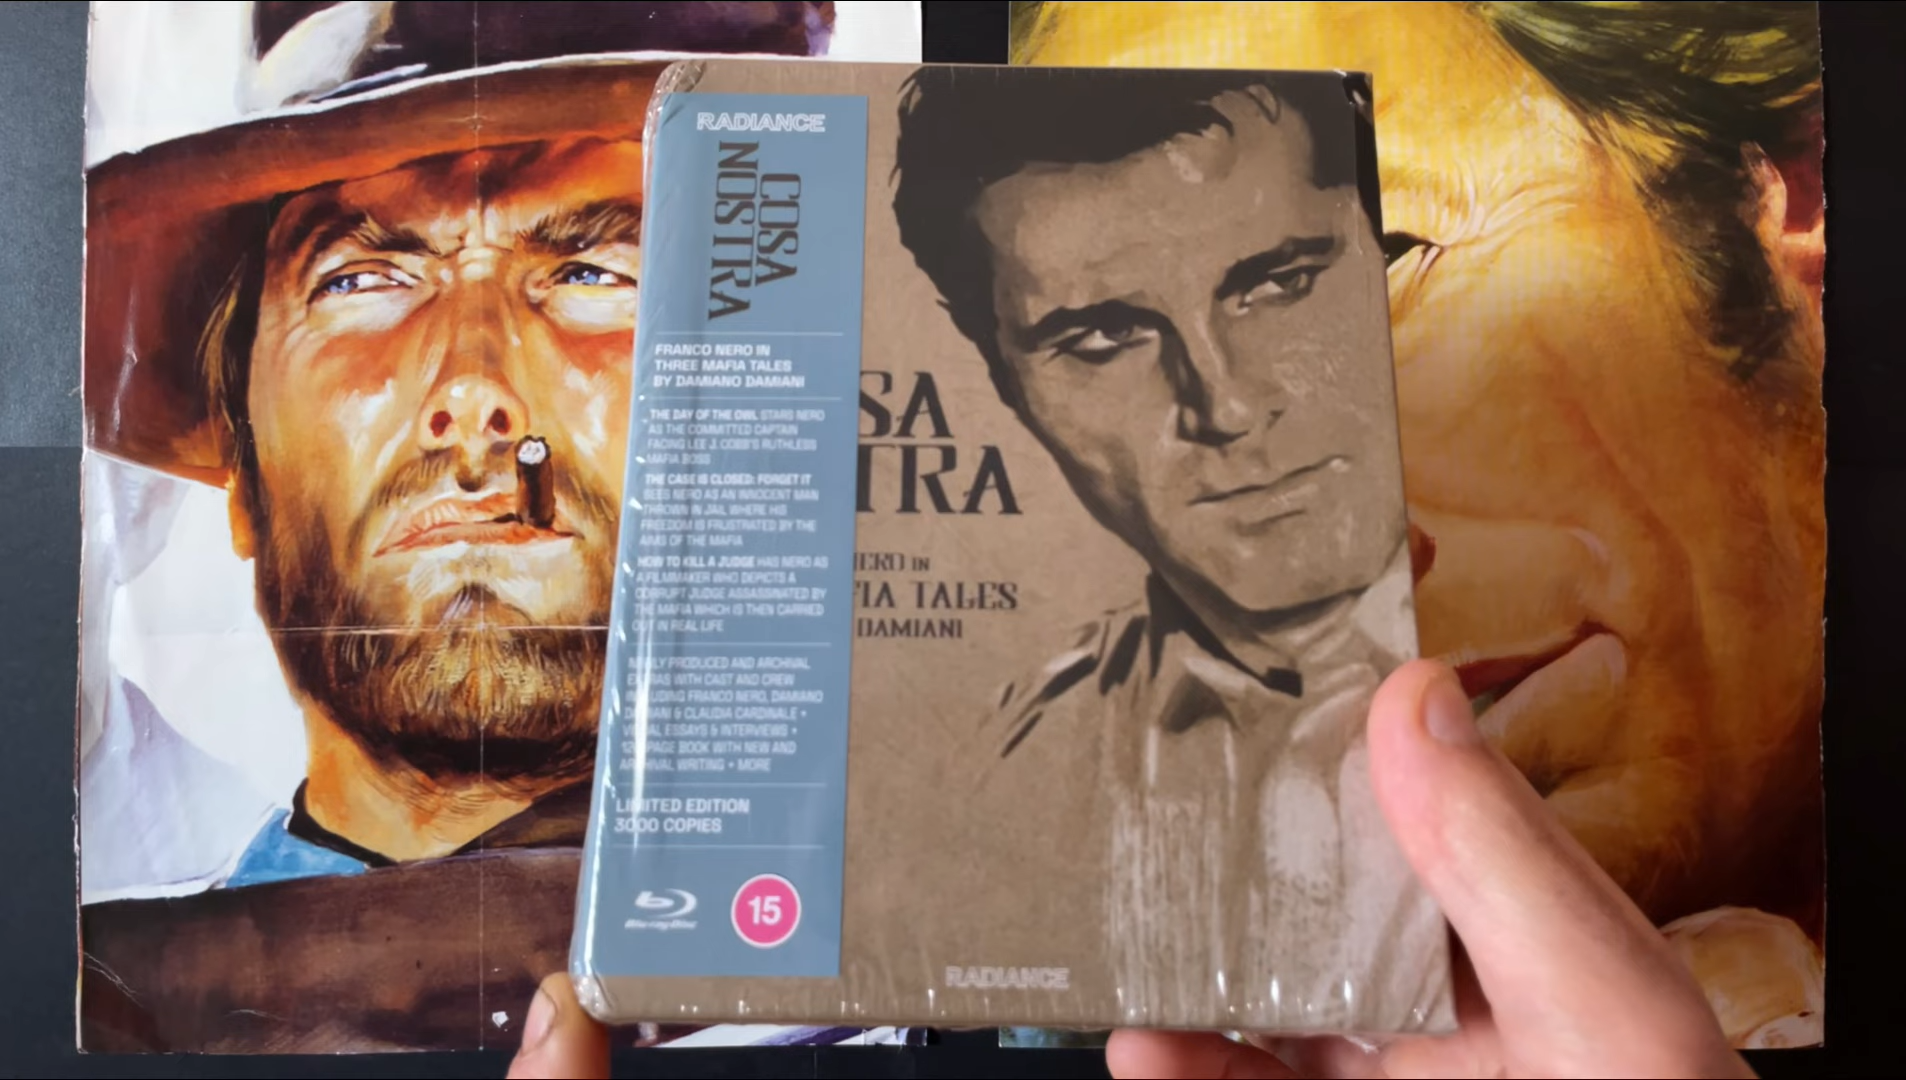 RADIANCE
COSA
NOSTRA
FRANCO NERO IN
THREE MAFIA TALES
BY DAMIANO DAMIANI
THE DAY OF THE OWL STARS NERO
AS THE COMMITTED CAPTAIN
FACING LEE J. COBB'S RUTHLESS
MAFIA BOSS
THE CASE IS CLOSED: FORGET IT
SEES NERO AS AN INNOCENT MAN
THROWN IN JAIL WHERE HIS
FREEDOM IS FRUSTRATED BY THE
AIMS OF THE MAFIA
HOW TO KILL A JUDGE HAS NERO AS
A FILMMAKER WHO DEPICTS A
CORRUPT JUDGE ASSASSINATED BY
THE MAFIA WHICH IS THEN CARRIED
OUT IN REAL LIFE
NEWLY PRODUCED AND ARCHIVAL
EXTRAS WITH CAST AND CREW
INCLUDING FRANCO NERO, DAMIANO
DAMIANI & CLAUDIA CARDINALE •
VISUAL ESSAYS & INTERVIEWS •
PAGE BOOK WITH NEW AND
ARCHIVAL WRITING • MORE
LIMITED EDITION
3000 COPIES
Blu-ray Disc
15
SA
TRA
NERO IN
FIA TALES
DAMIANI
RADIANCE